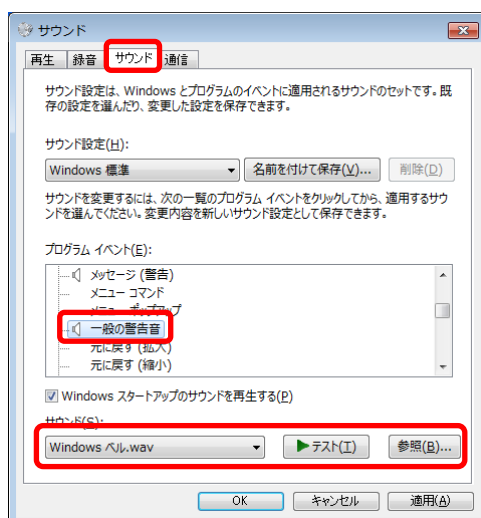 サウンド
再生 録音 サウンド 通信
サウンド設定は、Windows とプログラムのイベントに適用されるサウンドのセットです。既
存の設定を選んだり、変更した設定を保存できます。
サウンド設定(H):
Windows 標準 名前を付けて保存(V)... 削除(D)
サウンドを変更するには、次の一覧のプログラム イベントをクリックしてから、適用するサウ
ンドを選んでください。変更内容を新しいサウンド設定として保存できます。
プログラム イベント(E):
メッセージ (警告)
メニュー コマンド
メニュー ポップアップ
一般の警告音
元に戻す (拡大)
元に戻す (縮小)
Windows スタートアップのサウンドを再生する(P)
サウンド(S):
Windows ベル.wav テスト(T) 参照(B)...
OK キャンセル 適用(A)